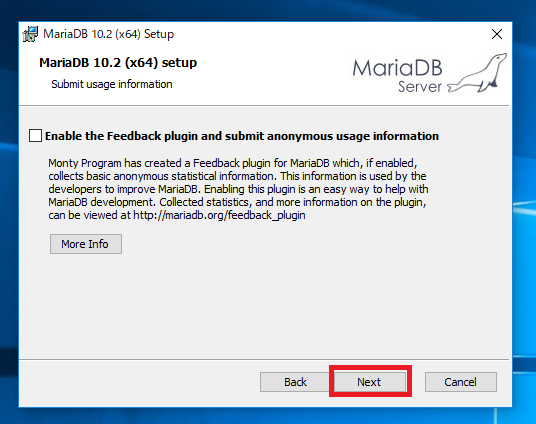 MariaDB 10.2 (x64) Setup
MariaDB 10.2 (x64) setup
Submit usage information
MariaDB
Server
Enable the Feedback plugin and submit anonymous usage information
Monty Program has created a Feedback plugin for MariaDB which, if enabled,
collects basic anonymous statistical information. This information is used by the
developers to improve MariaDB. Enabling this plugin is an easy way to help with
MariaDB development. Collected statistics, and more information on the plugin,
can be viewed at http://mariadb.org/feedback_plugin
More Info
Back
Next
Cancel